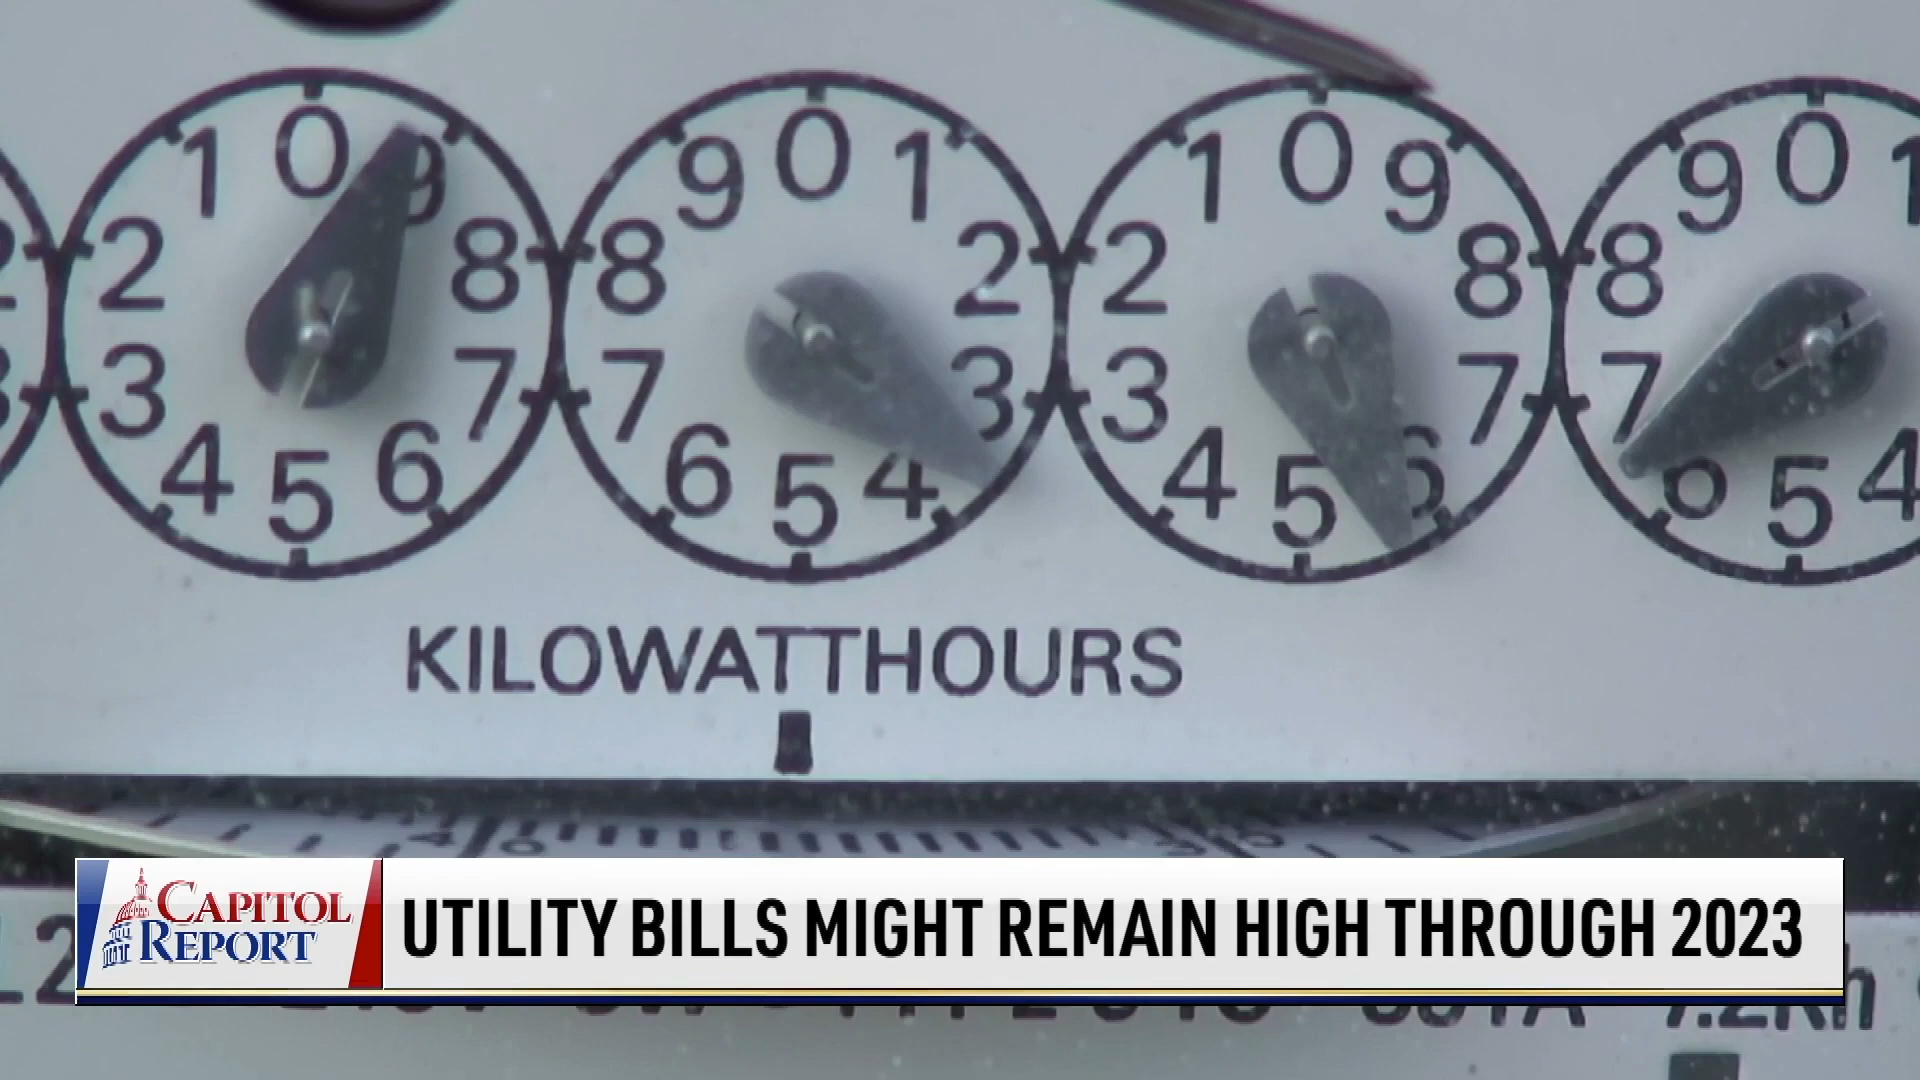 0 9 8 7 6 5 4 3 2 1
0 1 2 3 4 5 6 7 8 9
0 9 8 7 6 5 4 3 2 1
0 1 4 5 6 7 8 9
KILOWATTHOURS
CAPITOL
REPORT
UTILITY BILLS MIGHT REMAIN HIGH THROUGH 2023